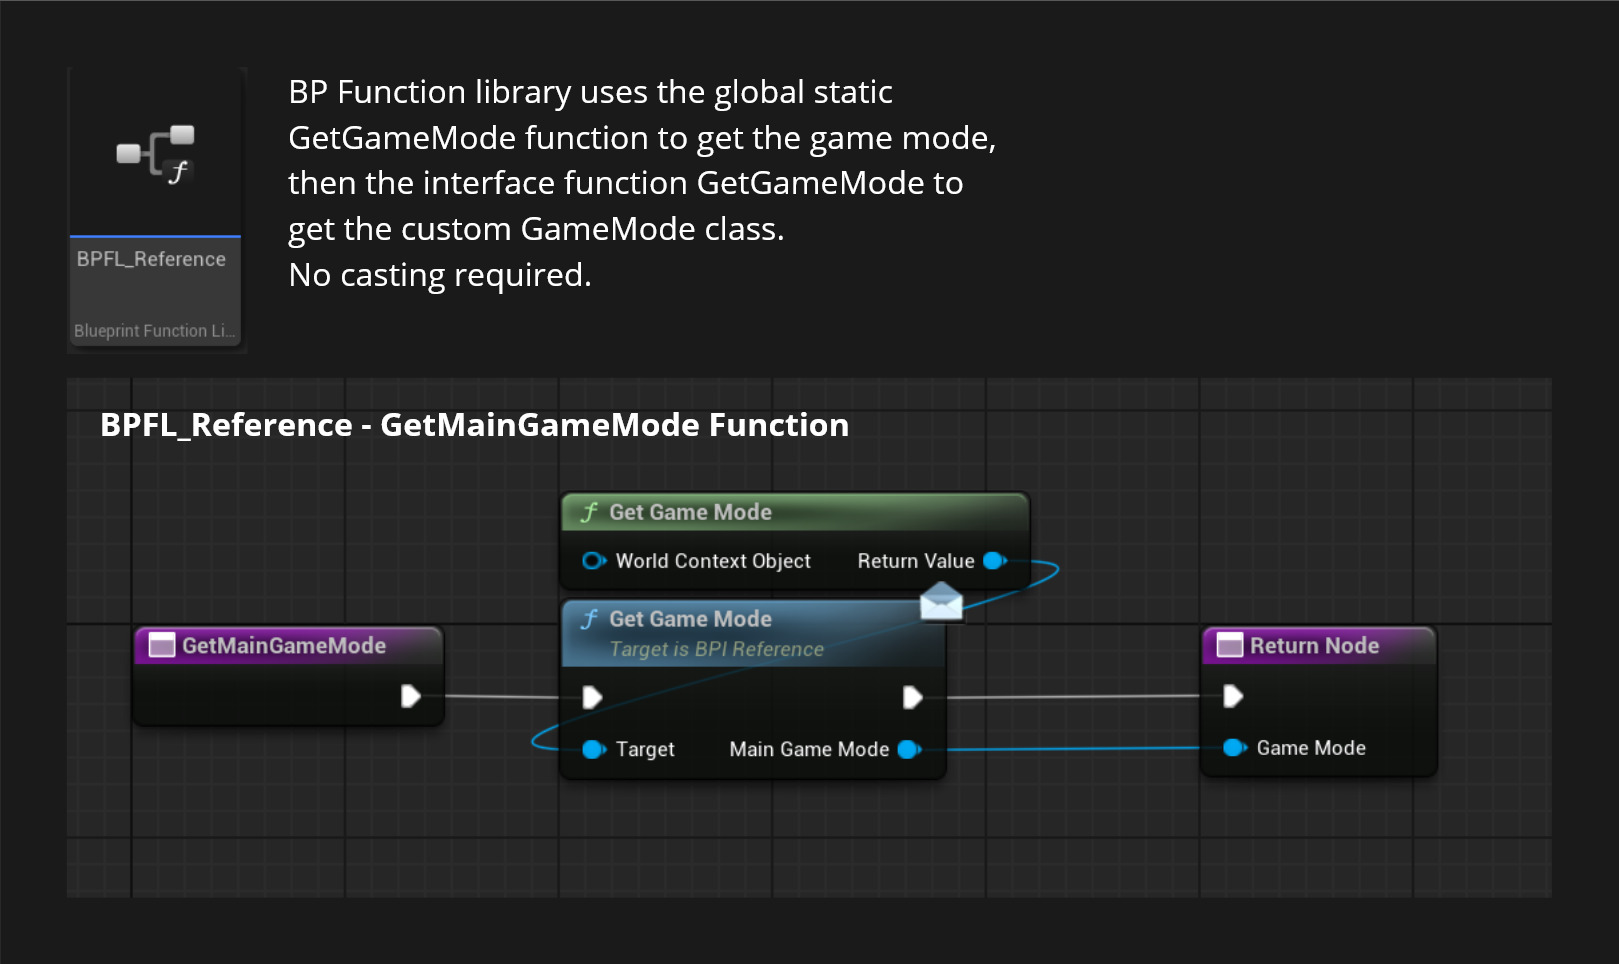 BP Function library uses the global static
GetGameMode function to get the game mode,
then the interface function GetGameMode to
get the custom GameMode class.
No casting required.
BPFL_Reference
Blueprint Function Li...
BPFL_Reference - GetMainGameMode Function
f Get Game Mode
World Context Object Return Value
f Get Game Mode
Target is BPI Reference
Target Main Game Mode
GetMainGameMode
Return Node
Game Mode